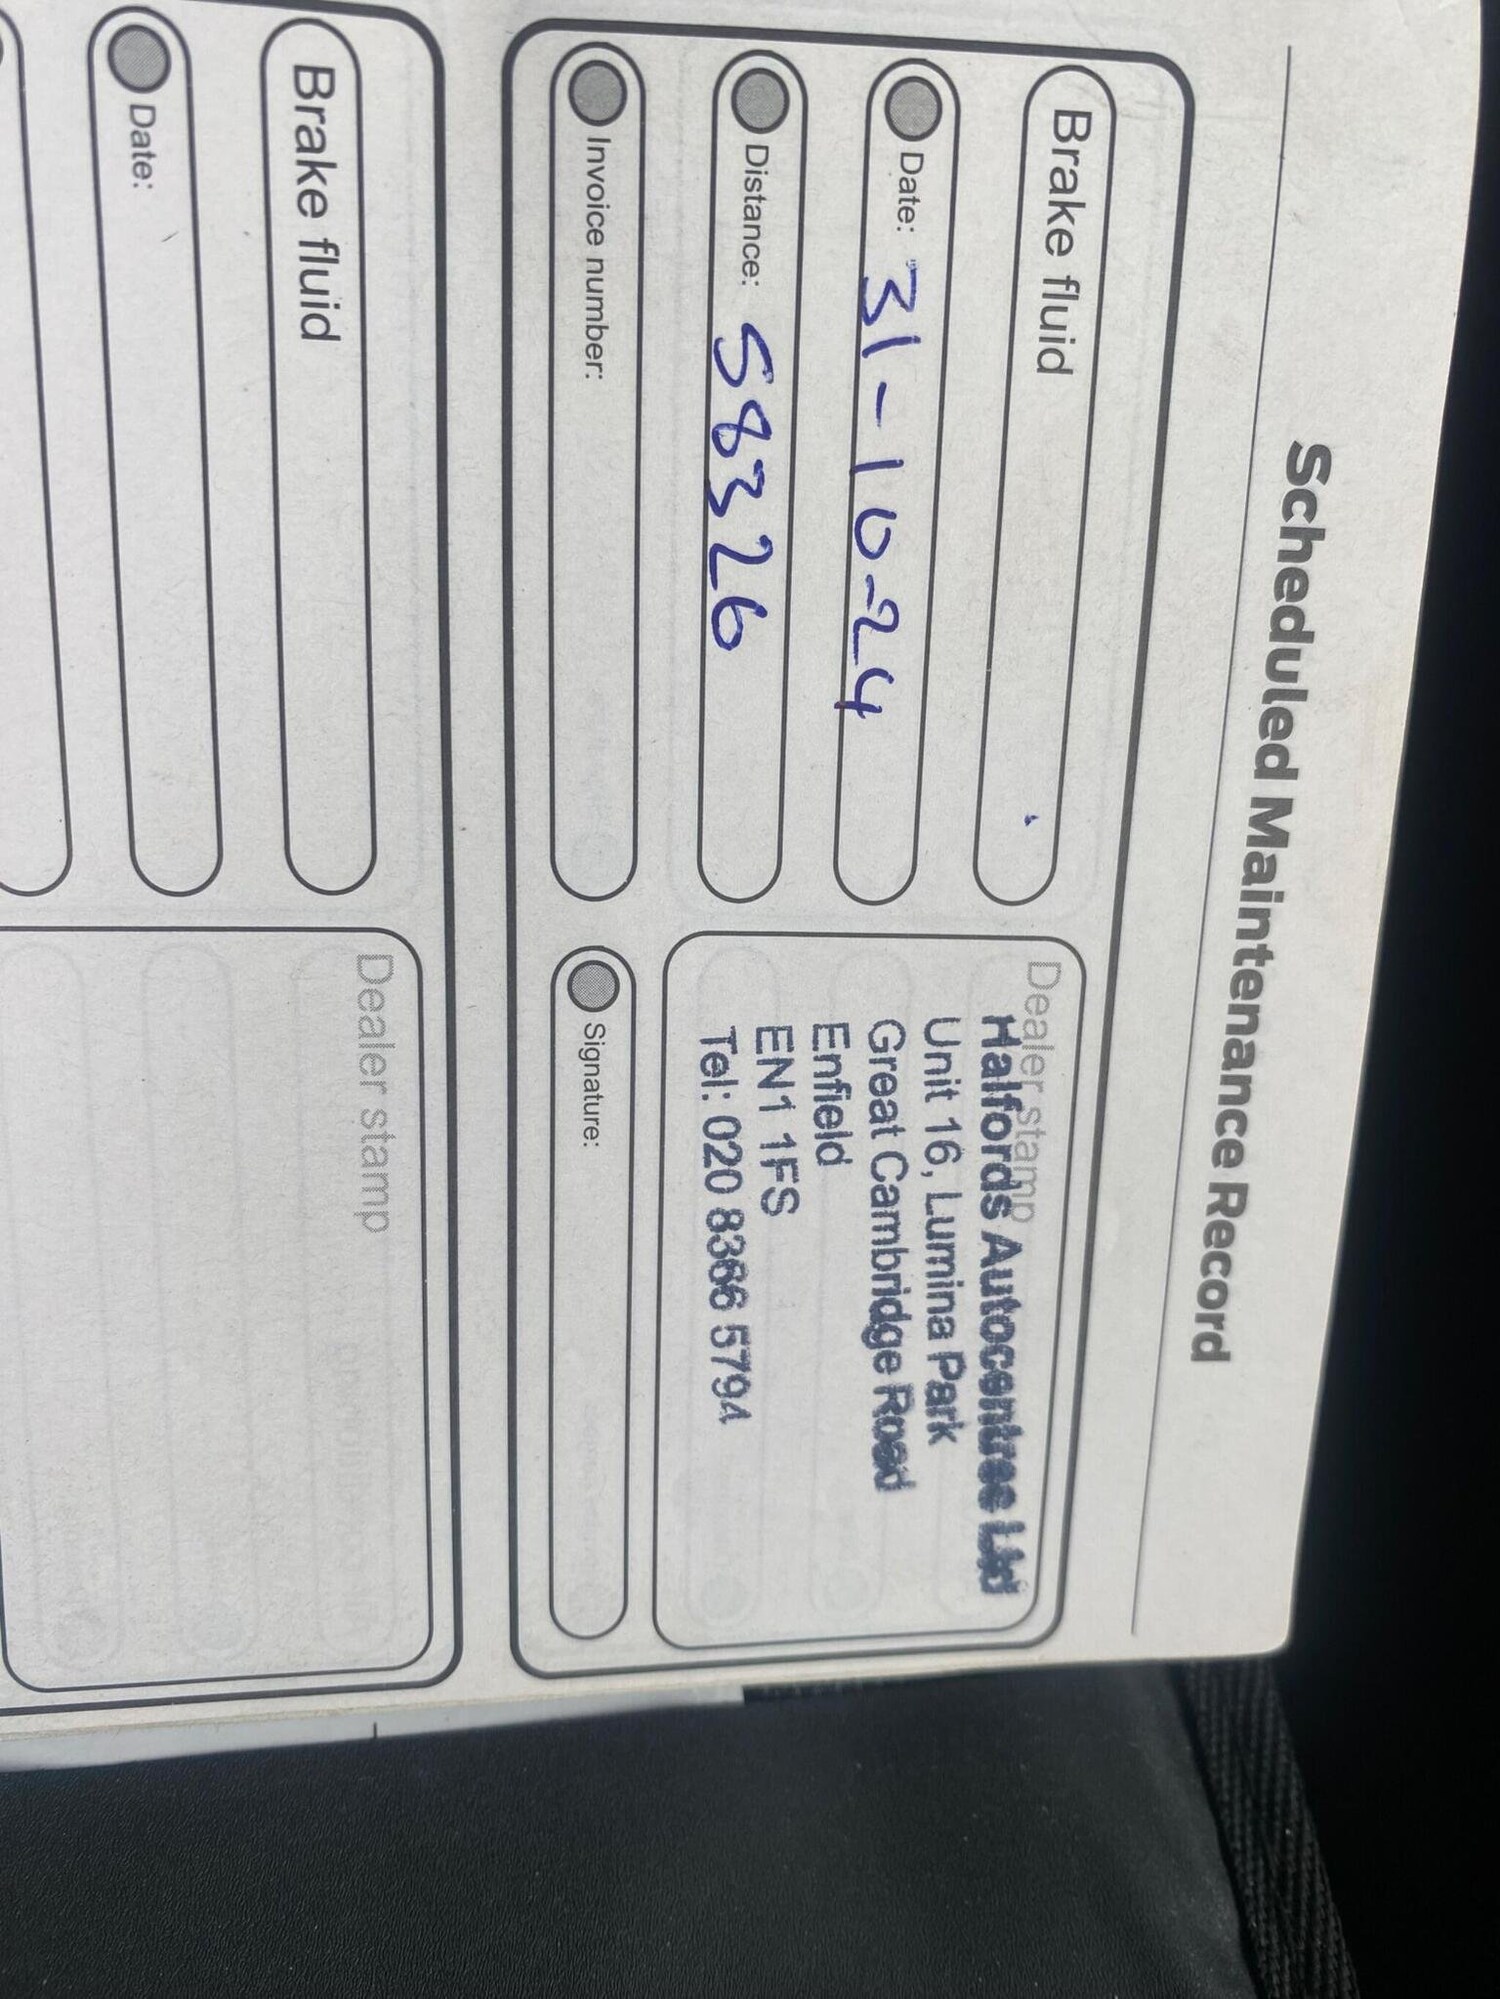 Scheduled Maintenance Record
Brake fluid
Date: 31-10-24
Distance: 58326
Invoice number:
Dealer stamp
Halfords Autocentres Ltd
Unit 16, Lumina Park
Great Cambridge Road
Enfield
EN1 1FS
Tel: 020 8366 5794
Signature:
Brake fluid
Date:
Dealer stamp